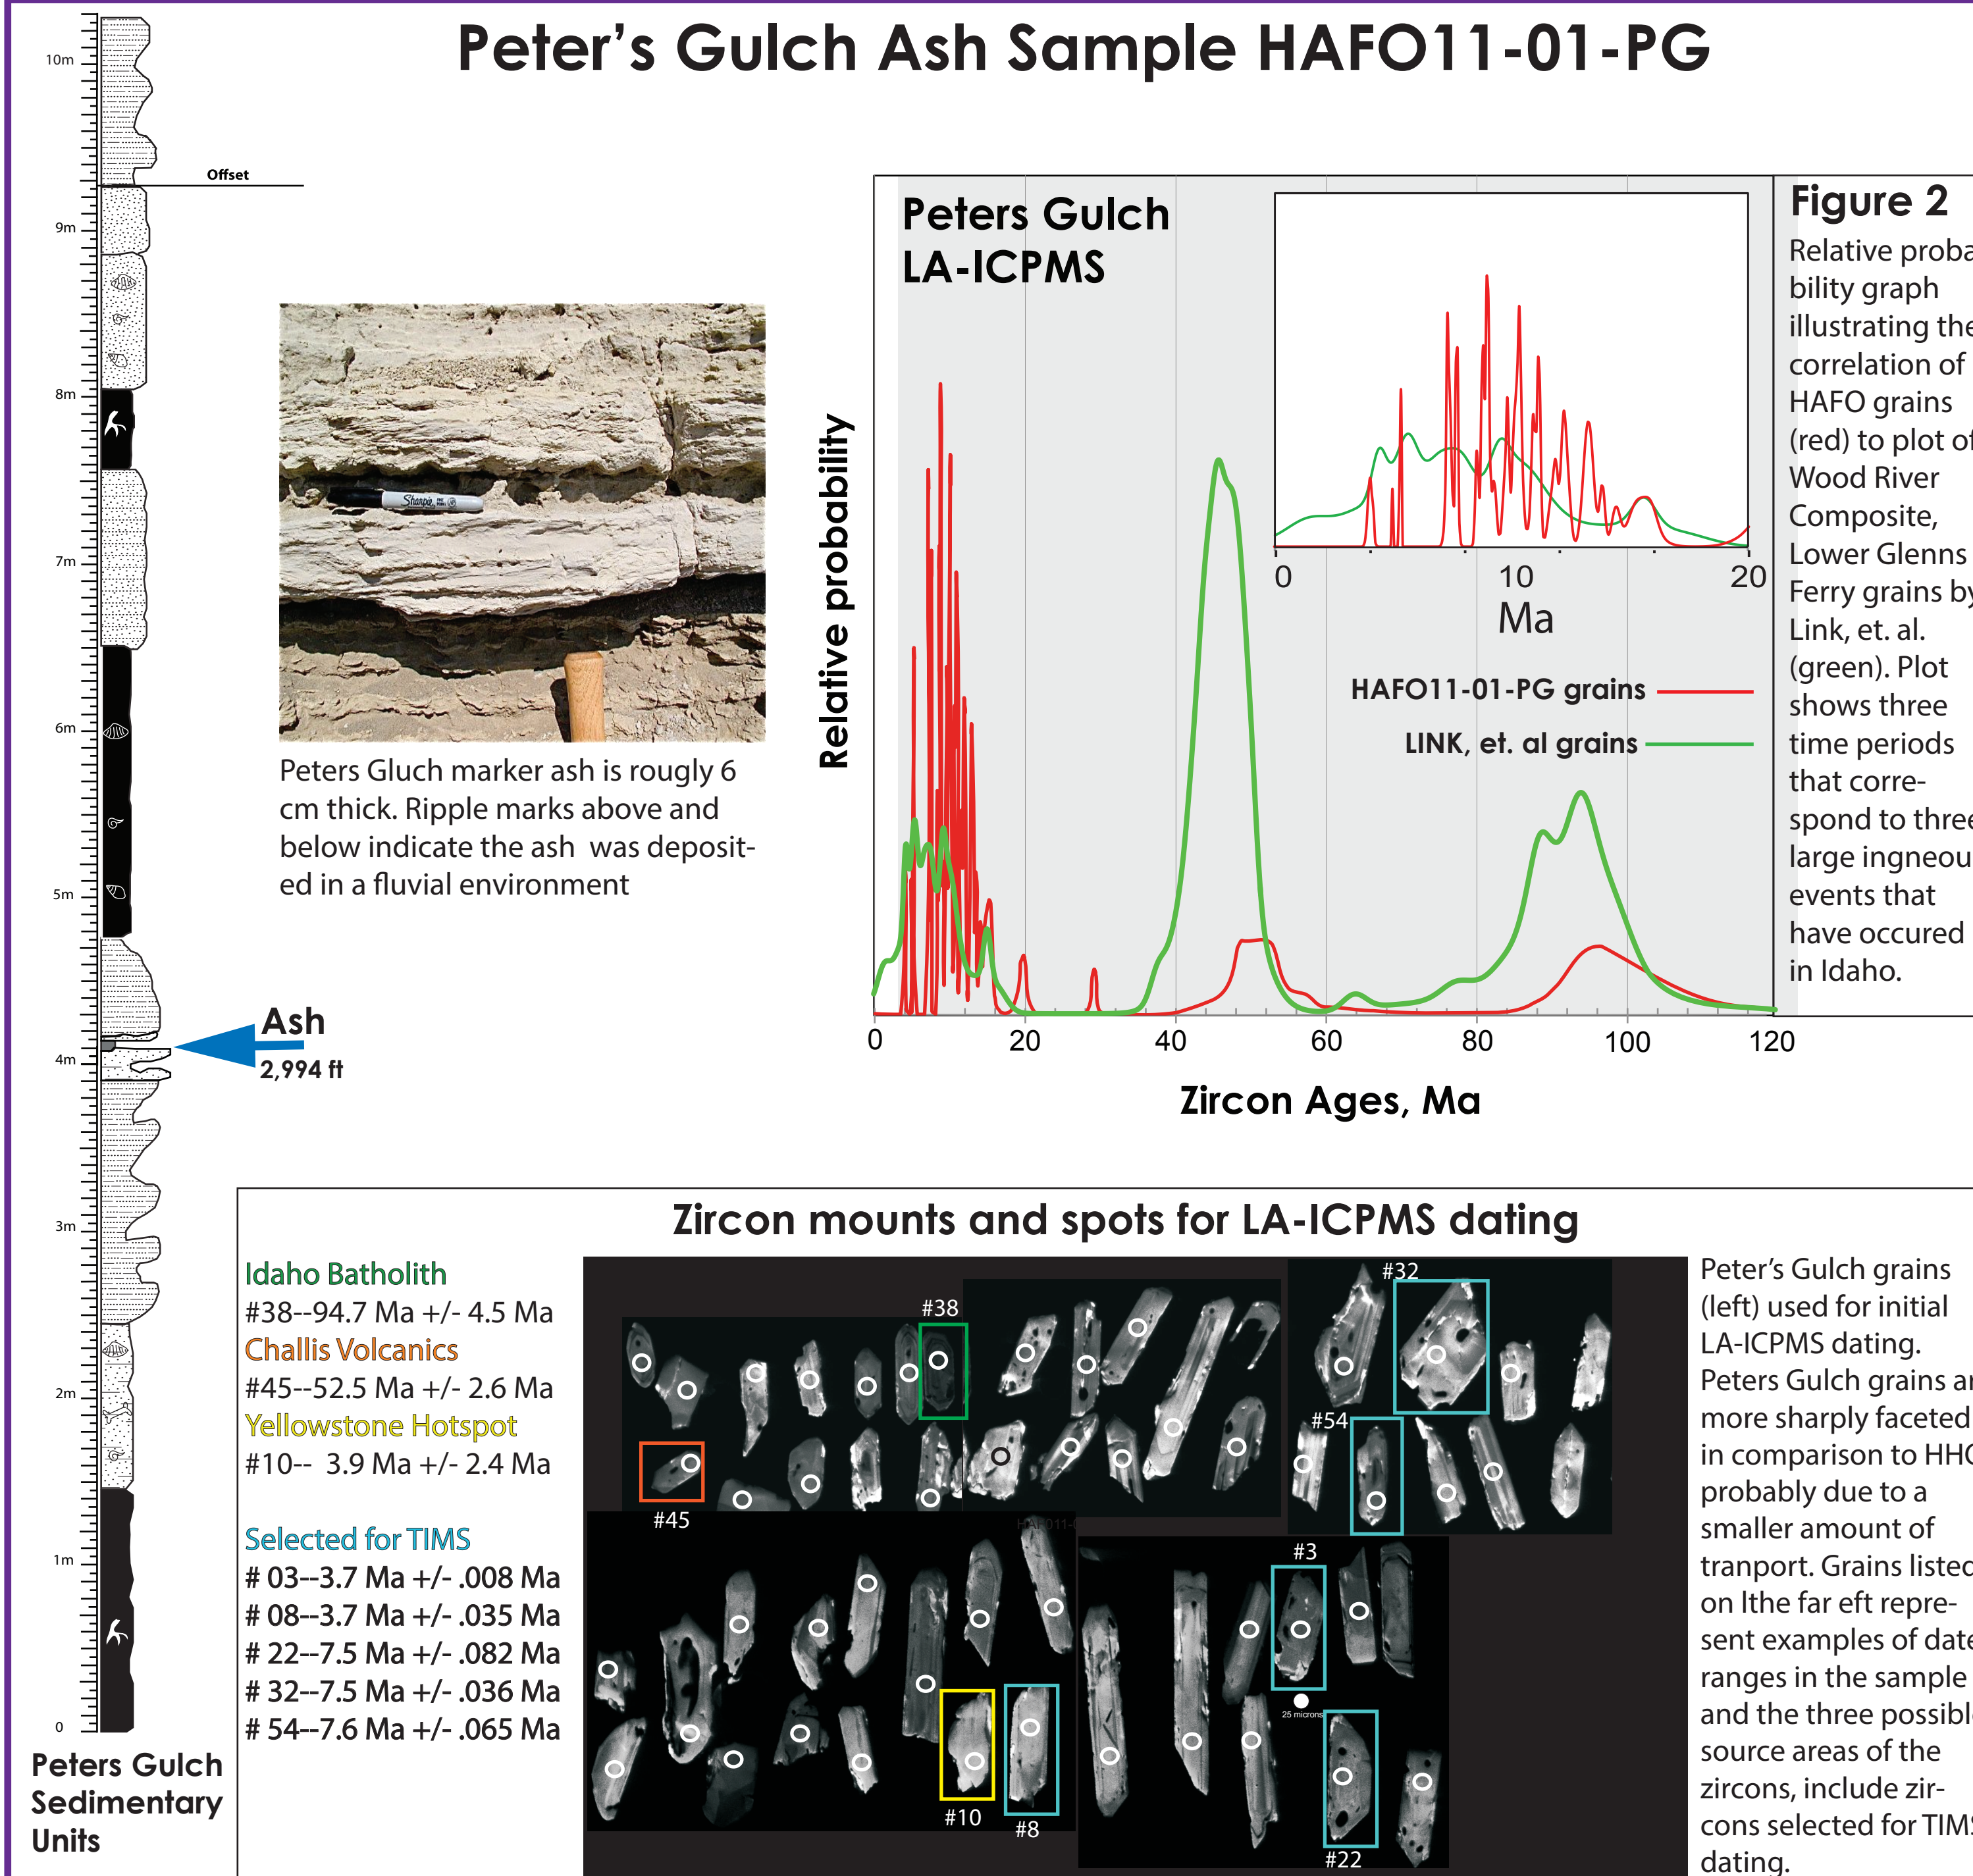 Peter's Gulch Ash Sample HAFO11-01-PG
10m
Offset
9m
8m
7m
6m
5m
4m
3m
2m
1m
0
Ash
2,994 ft
Peters Gulch
Sedimentary
Units
Sharpie
Peters Gluch marker ash is rougly 6
cm thick. Ripple marks above and
below indicate the ash was deposit-
ed in a fluvial environment
Peters Gulch
LA-ICPMS
Relative probability
0 10 20
Ma
HAFO11-01-PG grains
LINK, et. al grains
0 20 40 60 80 100 120
Zircon Ages, Ma
Figure 2
Relative proba
bility graph
illustrating the
correlation of
HAFO grains
(red) to plot of
Wood River
Composite,
Lower Glenns
Ferry grains by
Link, et. al.
(green). Plot
shows three
time periods
that corre-
spond to three
large ingneou
events that
have occured
in Idaho.
Zircon mounts and spots for LA-ICPMS dating
Idaho Batholith
#38--94.7 Ma +/- 4.5 Ma
Challis Volcanics
#45--52.5 Ma +/- 2.6 Ma
Yellowstone Hotspot
#10-- 3.9 Ma +/- 2.4 Ma
Selected for TIMS
# 03--3.7 Ma +/- .008 Ma
# 08--3.7 Ma +/- .035 Ma
# 22--7.5 Ma +/- .082 Ma
# 32--7.5 Ma +/- .036 Ma
# 54--7.6 Ma +/- .065 Ma
#38
#32
#54
#45
#3
25 microns
#10
#8
#22
Peter's Gulch grains
(left) used for initial
LA-ICPMS dating.
Peters Gulch grains ar
more sharply faceted
in comparison to HHC
probably due to a
smaller amount of
tranport. Grains listed
on lthe far eft repre-
sent examples of date
ranges in the sample
and the three possible
source areas of the
zircons, include zir-
cons selected for TIMS
dating.